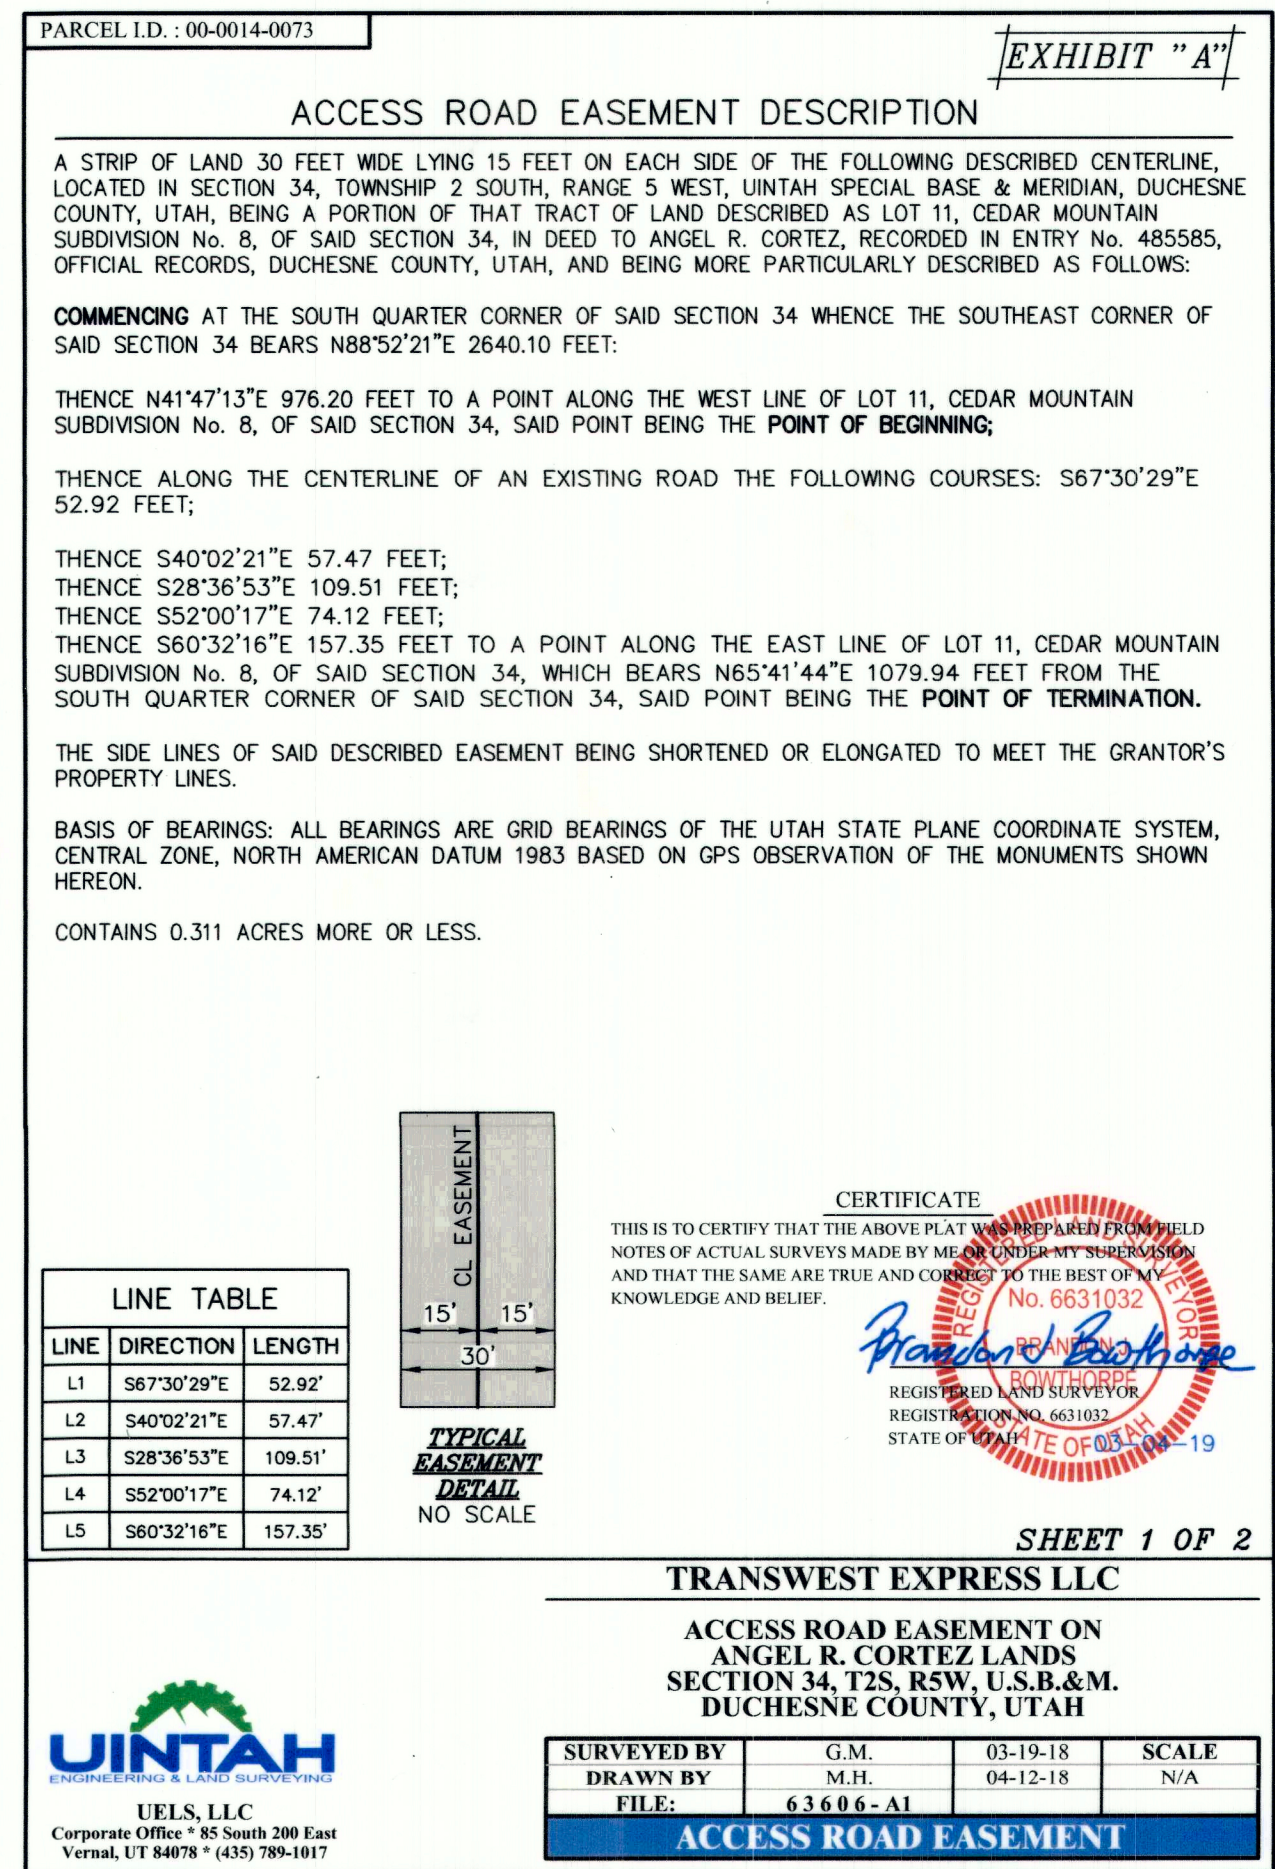 PARCEL I.D. : 00-0014-0073
EXHIBIT "A"
ACCESS ROAD EASEMENT DESCRIPTION
A STRIP OF LAND 30 FEET WIDE LYING 15 FEET ON EACH SIDE OF THE FOLLOWING DESCRIBED CENTERLINE,
LOCATED IN SECTION 34, TOWNSHIP 2 SOUTH, RANGE 5 WEST, UINTAH SPECIAL BASE & MERIDIAN, DUCHESNE
COUNTY, UTAH, BEING A PORTION OF THAT TRACT OF LAND DESCRIBED AS LOT 11, CEDAR MOUNTAIN
SUBDIVISION No. 8, OF SAID SECTION 34, IN DEED TO ANGEL R. CORTEZ, RECORDED IN ENTRY No. 485585,
OFFICIAL RECORDS, DUCHESNE COUNTY, UTAH, AND BEING MORE PARTICULARLY DESCRIBED AS FOLLOWS:
COMMENCING AT THE SOUTH QUARTER CORNER OF SAID SECTION 34 WHENCE THE SOUTHEAST CORNER OF
SAID SECTION 34 BEARS N88°52'21"E 2640.10 FEET:
THENCE N41°47'13"E 976.20 FEET TO A POINT ALONG THE WEST LINE OF LOT 11, CEDAR MOUNTAIN
SUBDIVISION No. 8, OF SAID SECTION 34, SAID POINT BEING THE POINT OF BEGINNING;
THENCE ALONG THE CENTERLINE OF AN EXISTING ROAD THE FOLLOWING COURSES: S67°30'29"E
52.92 FEET;
THENCE S40°02'21"E 57.47 FEET;
THENCE S28°36'53"E 109.51 FEET;
THENCE S52°00'17"E 74.12 FEET;
THENCE S60°32'16"E 157.35 FEET TO A POINT ALONG THE EAST LINE OF LOT 11, CEDAR MOUNTAIN
SUBDIVISION No. 8, OF SAID SECTION 34, WHICH BEARS N65°41'44"E 1079.94 FEET FROM THE
SOUTH QUARTER CORNER OF SAID SECTION 34, SAID POINT BEING THE POINT OF TERMINATION.
THE SIDE LINES OF SAID DESCRIBED EASEMENT BEING SHORTENED OR ELONGATED TO MEET THE GRANTOR'S
PROPERTY LINES.
BASIS OF BEARINGS: ALL BEARINGS ARE GRID BEARINGS OF THE UTAH STATE PLANE COORDINATE SYSTEM,
CENTRAL ZONE, NORTH AMERICAN DATUM 1983 BASED ON GPS OBSERVATION OF THE MONUMENTS SHOWN
HEREON.
CONTAINS 0.311 ACRES MORE OR LESS.
LINE TABLE
LINE DIRECTION LENGTH
L1 S67°30'29"E 52.92'
L2 S40°02'21"E 57.47'
L3 S28°36'53"E 109.51'
L4 S52°00'17"E 74.12'
L5 S60°32'16"E 157.35'
CL EASEMENT
15' 15'
30'
TYPICAL
EASEMENT
DETAIL
NO SCALE
CERTIFICATE
THIS IS TO CERTIFY THAT THE ABOVE PLAT WAS PREPARED FROM FIELD
NOTES OF ACTUAL SURVEYS MADE BY ME OR UNDER MY SUPERVISION
AND THAT THE SAME ARE TRUE AND CORRECT TO THE BEST OF MY
KNOWLEDGE AND BELIEF.
REGISTERED LAND SURVEYOR
No. 6631032
BRANDON J.
BOWTHORPE
STATE OF UTAH
Brandon J Bowthorpe
REGISTERED LAND SURVEYOR
REGISTRATION NO. 6631032
STATE OF UTAH
03-04-19
SHEET 1 OF 2
TRANSWEST EXPRESS LLC
ACCESS ROAD EASEMENT ON
ANGEL R. CORTEZ LANDS
SECTION 34, T2S, R5W, U.S.B.&M.
DUCHESNE COUNTY, UTAH
UINTAH
ENGINEERING & LAND SURVEYING
UELS, LLC
Corporate Office * 85 South 200 East
Vernal, UT 84078 * (435) 789-1017
SURVEYED BY G.M. 03-19-18 SCALE
DRAWN BY M.H. 04-12-18 N/A
FILE: 63606-A1
ACCESS ROAD EASEMENT